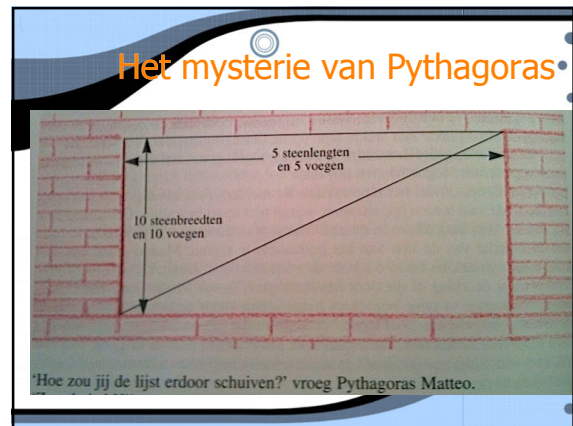 Het mysterie van Pythagoras
5 steenlengten
en 5 voegen
10 steenbreedten
en 10 voegen
'Hoe zou jij de lijst erdoor schuiven?' vroeg Pythagoras Matteo.